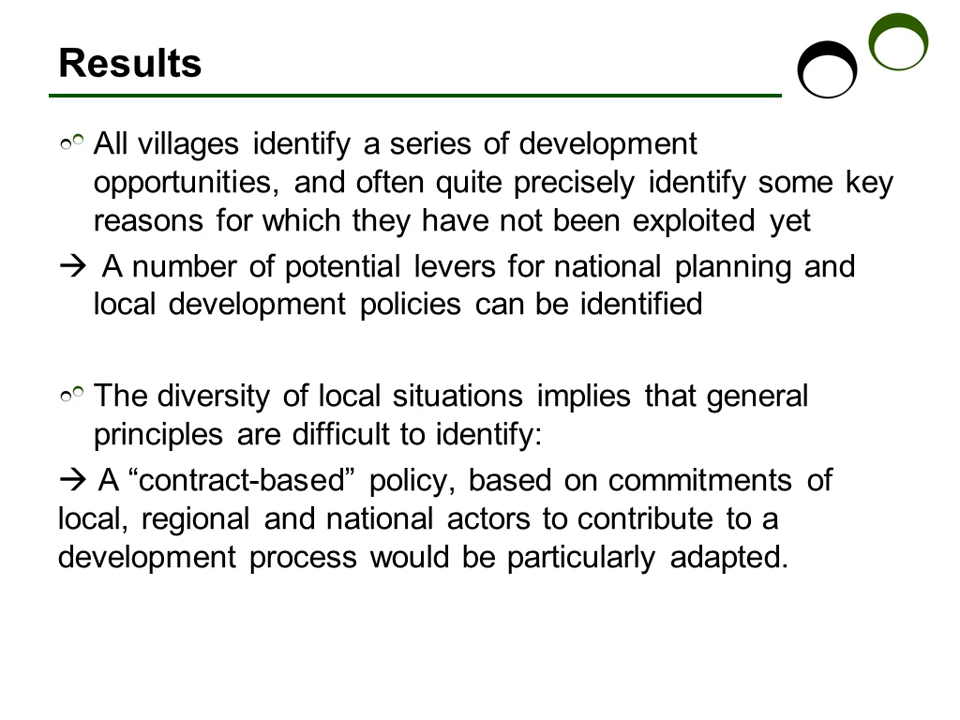 Results
All villages identify a series of development
opportunities, and often quite precisely identify some key
reasons for which they have not been exploited yet
→ A number of potential levers for national planning and
local development policies can be identified
The diversity of local situations implies that general
principles are difficult to identify:
→ A “contract-based” policy, based on commitments of
local, regional and national actors to contribute to a
development process would be particularly adapted.